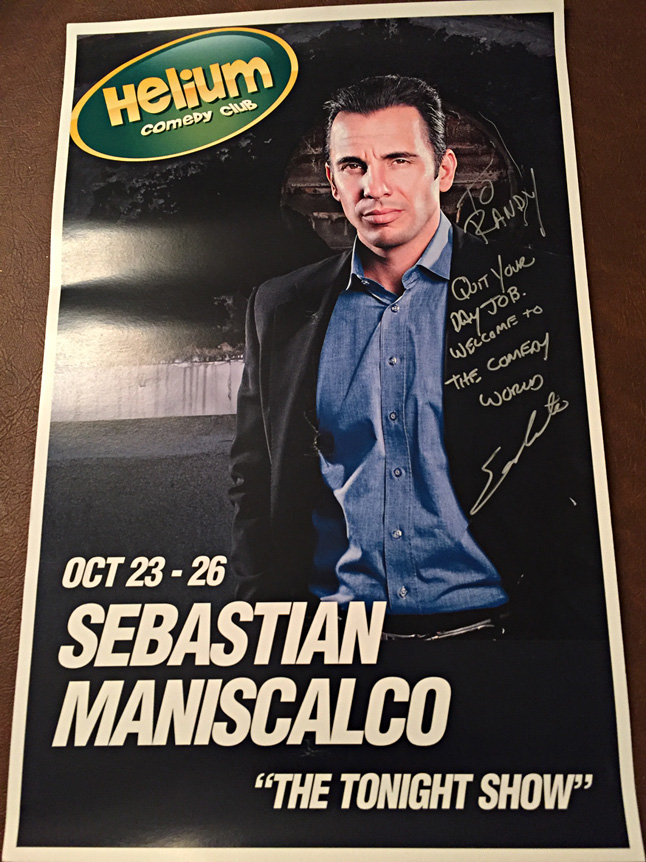 Helium
COMEDY CLUB
To
RANDY
QUIT YOUR
DAY JOB.
WELCOME TO
THE COMEDY
WORLD
OCT 23 - 26
SEBASTIAN
MANISCALCO
"THE TONIGHT SHOW"